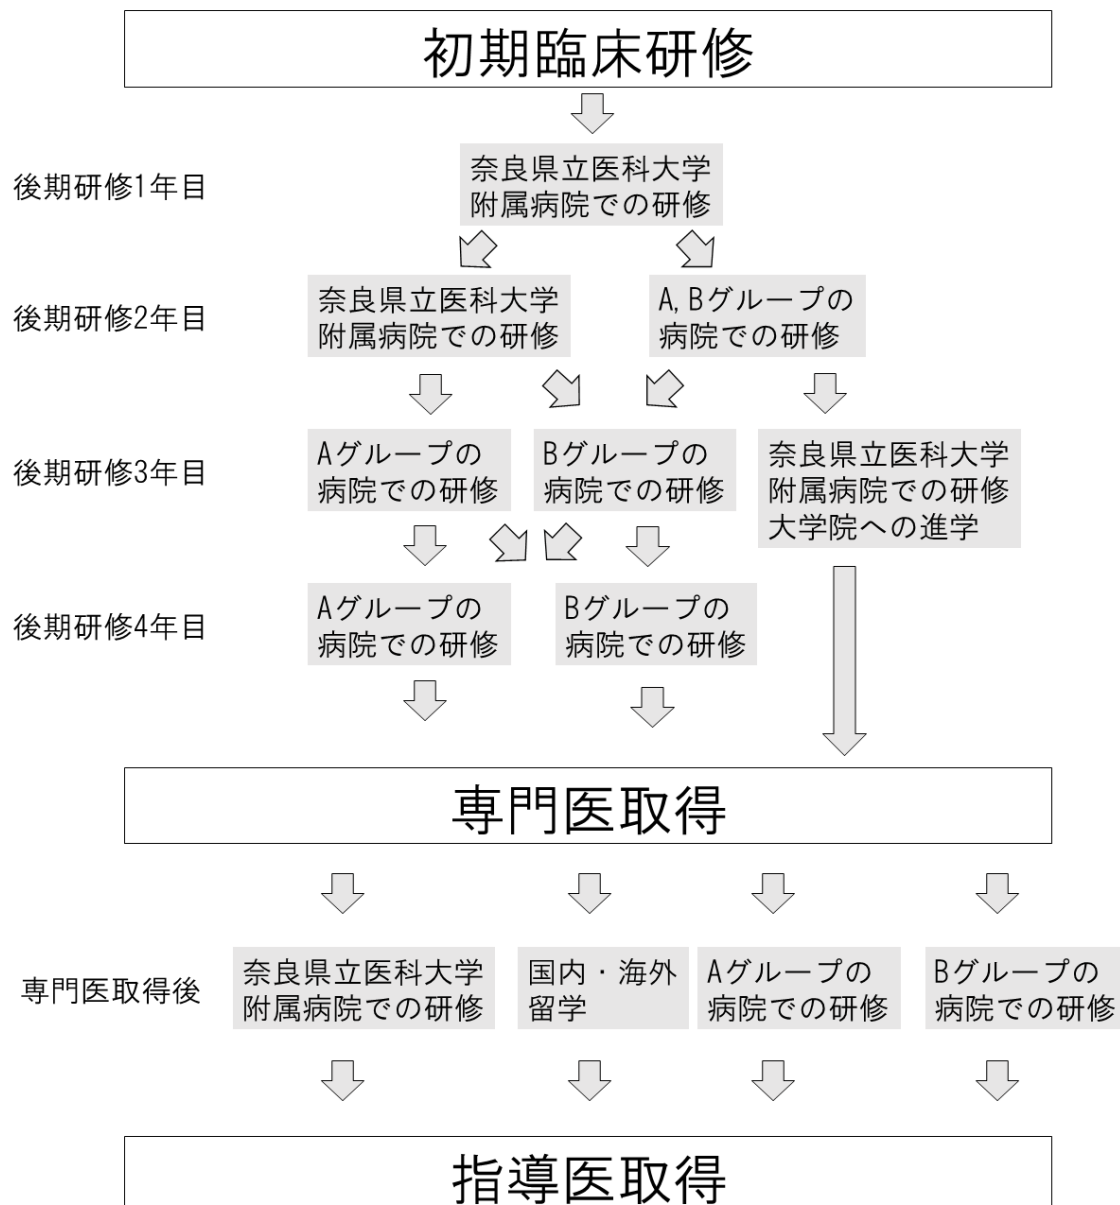 初期臨床研修
後期研修1年目
奈良県立医科大学
附属病院での研修
後期研修2年目
奈良県立医科大学
附属病院での研修
A, Bグループの
病院での研修
後期研修3年目
Aグループの
病院での研修
Bグループの
病院での研修
奈良県立医科大学
附属病院での研修
大学院への進学
後期研修4年目
Aグループの
病院での研修
Bグループの
病院での研修
専門医取得
専門医取得後
奈良県立医科大学
附属病院での研修
国内・海外
留学
Aグループの
病院での研修
Bグループの
病院での研修
指導医取得